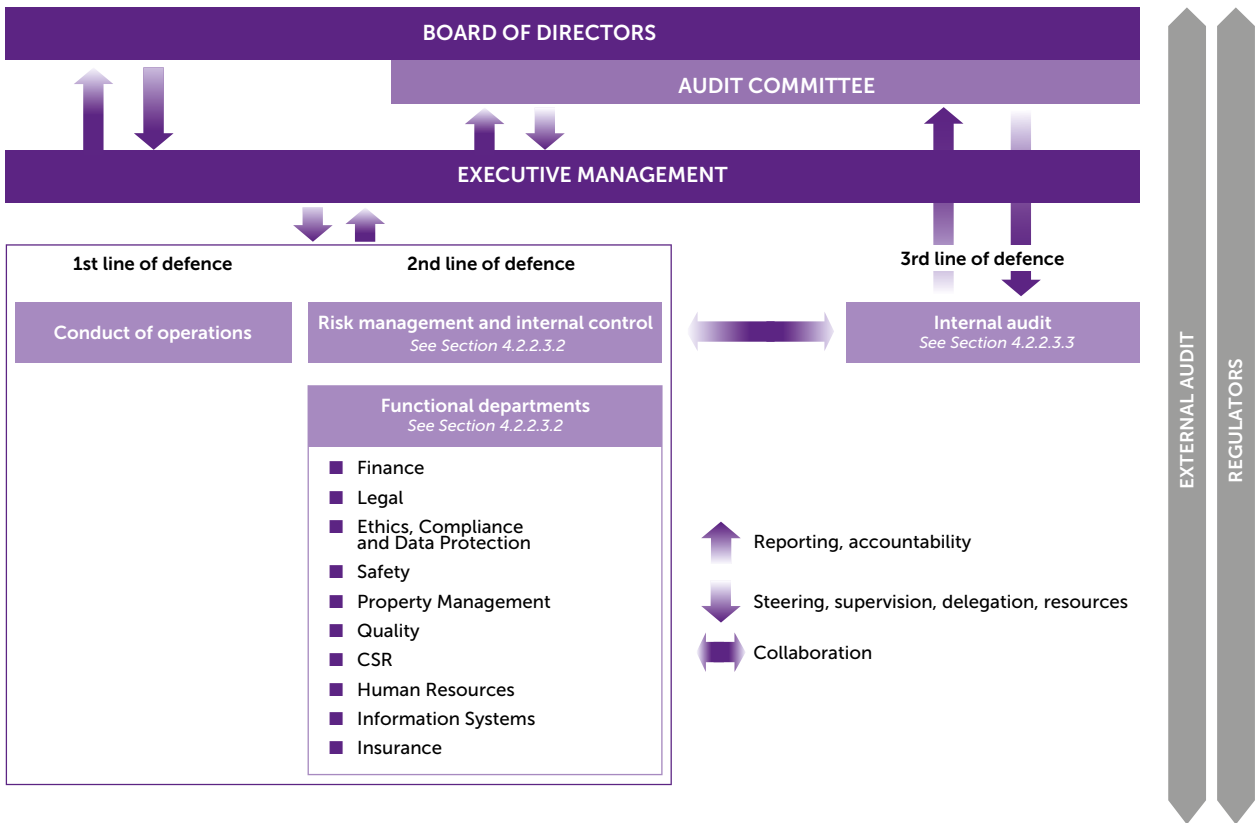 BOARD OF DIRECTORS
AUDIT COMMITTEE
EXECUTIVE MANAGEMENT
1st line of defence
2nd line of defence
3rd line of defence
Conduct of operations
Risk management and internal control
See Section 4.2.2.3.2
Internal audit
See Section 4.2.2.3.3
Functional departments
See Section 4.2.2.3.2
Finance
Legal
Ethics, Compliance
and Data Protection
Safety
Property Management
Quality
CSR
Human Resources
Information Systems
Insurance
Reporting, accountability
Steering, supervision, delegation, resources
Collaboration
EXTERNAL AUDIT
REGULATORS